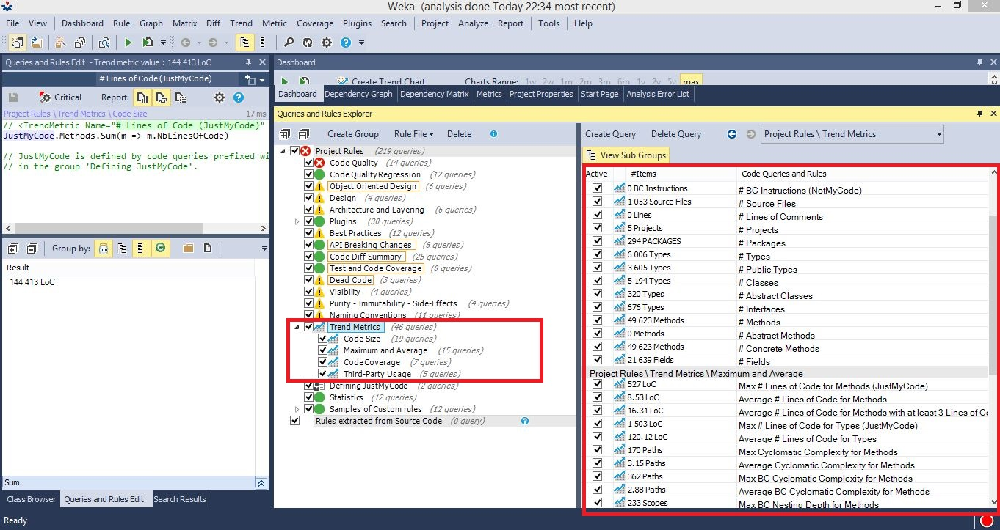 Weka (analysis done Today 22:34 most recent)
File View Dashboard Rule Graph Matrix Diff Trend Metric Coverage Plugins Search Project Analyze Report Tools Help
Queries and Rules Edit - Trend metric value : 144 413 LoC
# Lines of Code (JustMyCode)
Critical Report:
Project Rules \ Trend Metrics \ Code Size 17 ms
// <TrendMetric Name="# Lines of Code (JustMyCode)"
JustMyCode.Methods.Sum(m => m.NbLinesOfCode)
// JustMyCode is defined by code queries prefixed wi
// in the group 'Defining JustMyCode'.
Group by:
Result
144 413 LoC
Sum
Class Browser Queries and Rules Edit Search Results
Ready
Dashboard
Create Trend Chart Charts Range: 1w 2w 1m 2m 3m 6m 1y 2y 5y max
Dashboard Dependency Graph Dependency Matrix Metrics Project Properties Start Page Analysis Error List
Queries and Rules Explorer
Create Group Rule File Delete
Project Rules (219 queries)
Code Quality (14 queries)
Code Quality Regression (12 queries)
Object Oriented Design (6 queries)
Design (4 queries)
Architecture and Layering (6 queries)
Plugins (30 queries)
Best Practices (12 queries)
API Breaking Changes (8 queries)
Code Diff Summary (25 queries)
Test and Code Coverage (8 queries)
Dead Code (3 queries)
Visibility (4 queries)
Purity - Immutability - Side-Effects (4 queries)
Naming Conventions (11 queries)
Trend Metrics (46 queries)
Code Size (19 queries)
Maximum and Average (15 queries)
Code Coverage (7 queries)
Third-Party Usage (5 queries)
Defining JustMyCode (2 queries)
Statistics (12 queries)
Samples of Custom rules (12 queries)
Rules extracted from Source Code (0 query)
Create Query Delete Query Project Rules \ Trend Metrics
View Sub Groups
Active #Items Code Queries and Rules
0 BC Instructions # BC Instructions (NotMyCode)
1 053 Source Files # Source Files
0 Lines # Lines of Comments
5 Projects # Projects
294 PACKAGES # Packages
6 006 Types # Types
3 605 Types # Public Types
5 194 Types # Classes
320 Types # Abstract Classes
676 Types # Interfaces
49 623 Methods # Methods
0 Methods # Abstract Methods
49 623 Methods # Concrete Methods
21 639 Fields # Fields
Project Rules \ Trend Metrics \ Maximum and Average
527 LoC Max # Lines of Code for Methods (JustMyCode)
8.53 LoC Average # Lines of Code for Methods
16.31 LoC Average # Lines of Code for Methods with at least 3 Lines of Co
1 503 LoC Max # Lines of Code for Types (JustMyCode)
120.12 LoC Average # Lines of Code for Types
170 Paths Max Cyclomatic Complexity for Methods
3.15 Paths Average Cyclomatic Complexity for Methods
362 Paths Max BC Cyclomatic Complexity for Methods
2.88 Paths Average BC Cyclomatic Complexity for Methods
233 Scopes Max BC Nesting Depth for Methods